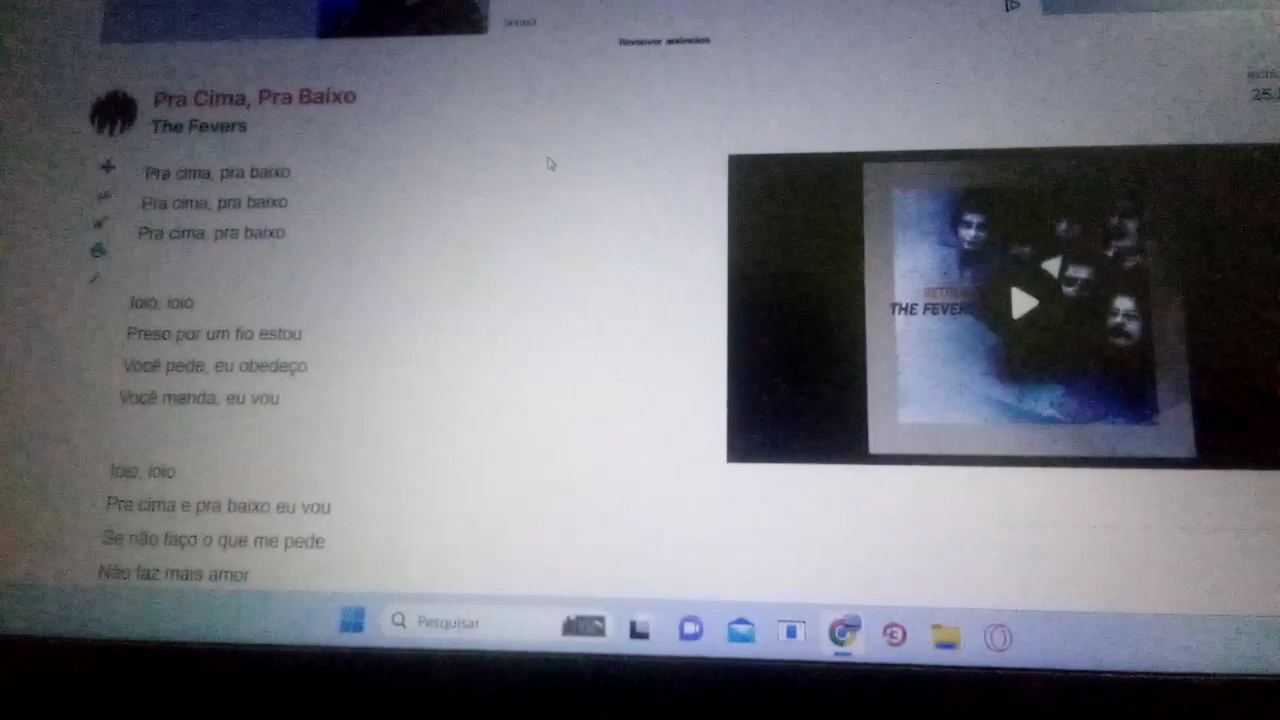 Remover anúncios
Pra Cima, Pra Baixo
The Fevers
Pra cima, pra baixo
Pra cima, pra baixo
Pra cima, pra baixo
Ioio, ioio
Preso por um fio estou
Você pede, eu obedeço
Você manda, eu vou
Ioio, ioio
Pra cima e pra baixo eu vou
Se não faço o que me pede
Não faz mais amor
THE FEVERS
Pesquisar